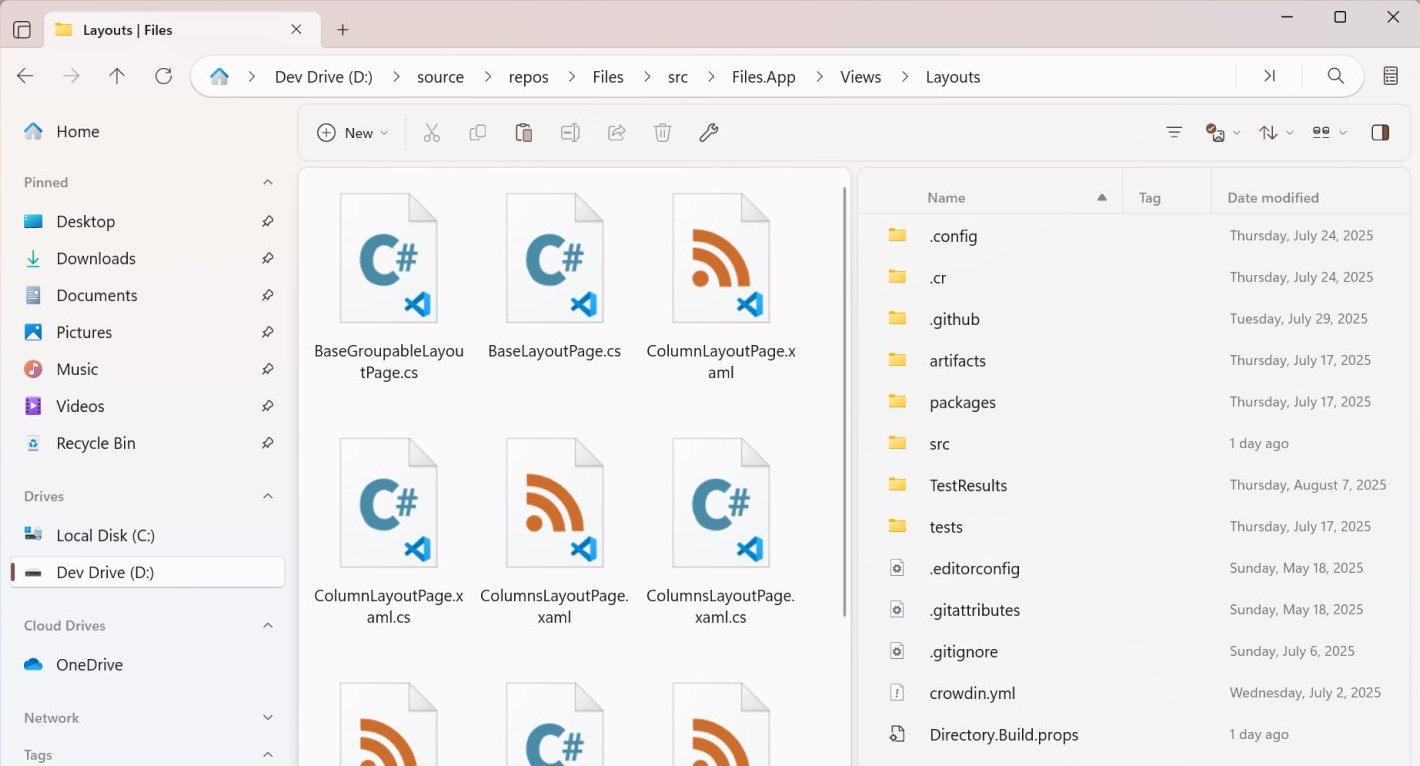 Layouts | Files
Dev Drive (D:) source repos Files src Files.App Views Layouts
Home
Pinned
Desktop
Downloads
Documents
Pictures
Music
Videos
Recycle Bin
Drives
Local Disk (C:)
Dev Drive (D:)
Cloud Drives
OneDrive
Network
Tags
New
C#
C#
BaseGroupableLayou
tPage.cs
BaseLayoutPage.cs
ColumnLayoutPage.x
aml
C#
C#
ColumnLayoutPage.x
aml.cs
ColumnsLayoutPage.
xaml
ColumnsLayoutPage.
xaml.cs
C#
Name Tag Date modified
.config Thursday, July 24, 2025
.cr Thursday, July 24, 2025
.github Tuesday, July 29, 2025
artifacts Thursday, July 17, 2025
packages Thursday, July 17, 2025
src 1 day ago
TestResults Thursday, August 7, 2025
tests Thursday, July 17, 2025
.editorconfig Sunday, May 18, 2025
.gitattributes Sunday, May 18, 2025
.gitignore Sunday, July 6, 2025
crowdin.yml Wednesday, July 2, 2025
Directory.Build.props 1 day ago